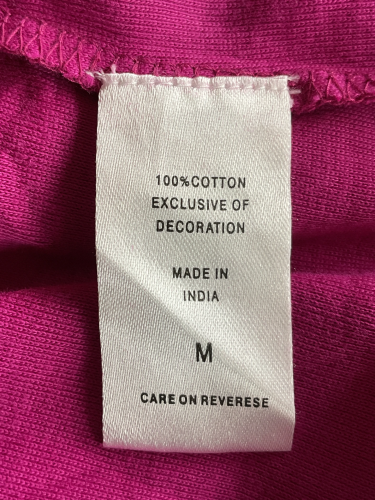 100%COTTON
EXCLUSIVE OF
DECORATION
MADE IN
INDIA
M
CARE ON REVERESE